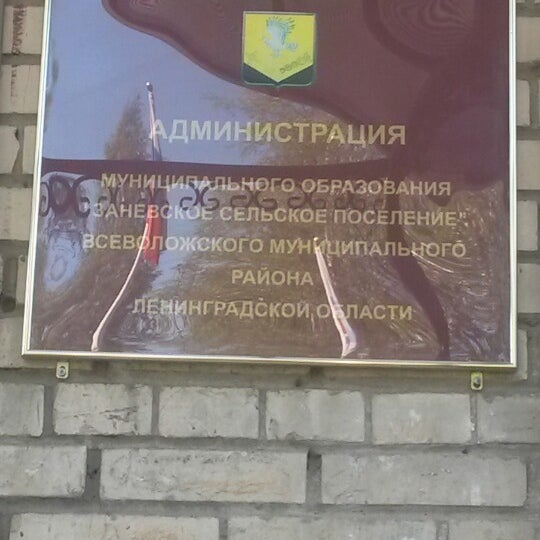 АДМИНИСТРАЦИЯ
МУНИЦИПАЛЬНОГО ОБРАЗОВАНИЯ
"ЗАНЕВСКОЕ СЕЛЬСКОЕ ПОСЕЛЕНИЕ"
ВСЕВОЛОЖСКОГО МУНИЦИПАЛЬНОГО
РАЙОНА
ЛЕНИНГРАДСКОЙ ОБЛАСТИ